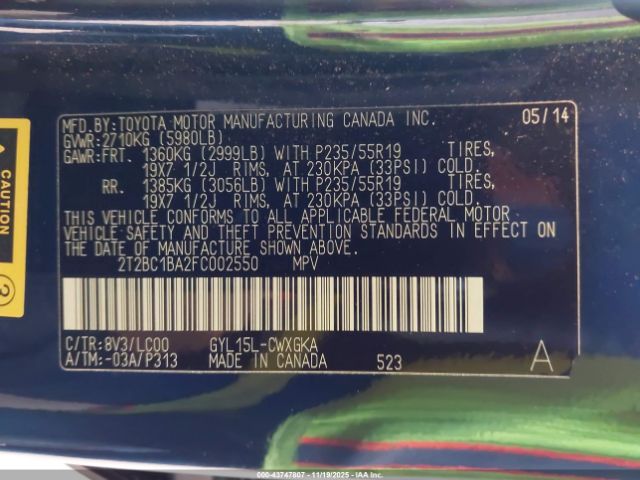 MFD. BY: TOYOTA MOTOR MANUFACTURING CANADA INC. 05/14
GVWR: 2710KG (5980LB)
GAWR: FRT. 1360KG (2999LB) WITH P235/55R19 TIRES,
19X7 1/2J RIMS, AT 230KPA (33PSI) COLD.
RR. 1385KG (3056LB) WITH P235/55R19 TIRES,
19X7 1/2J RIMS, AT 230KPA (33PSI) COLD.
THIS VEHICLE CONFORMS TO ALL APPLICABLE FEDERAL MOTOR
VEHICLE SAFETY AND THEFT PREVENTION STANDARDS IN EFFECT ON
THE DATE OF MANUFACTURE SHOWN ABOVE.
2T2BC1BA2FC002550 MPV
C/TR: 8V3/LC00 GYL15L-CWXGKA
A/TM: -03A/P313 MADE IN CANADA 523 A
CAUTION
000-43747807 - 11/19/2025 - IAAI.COM